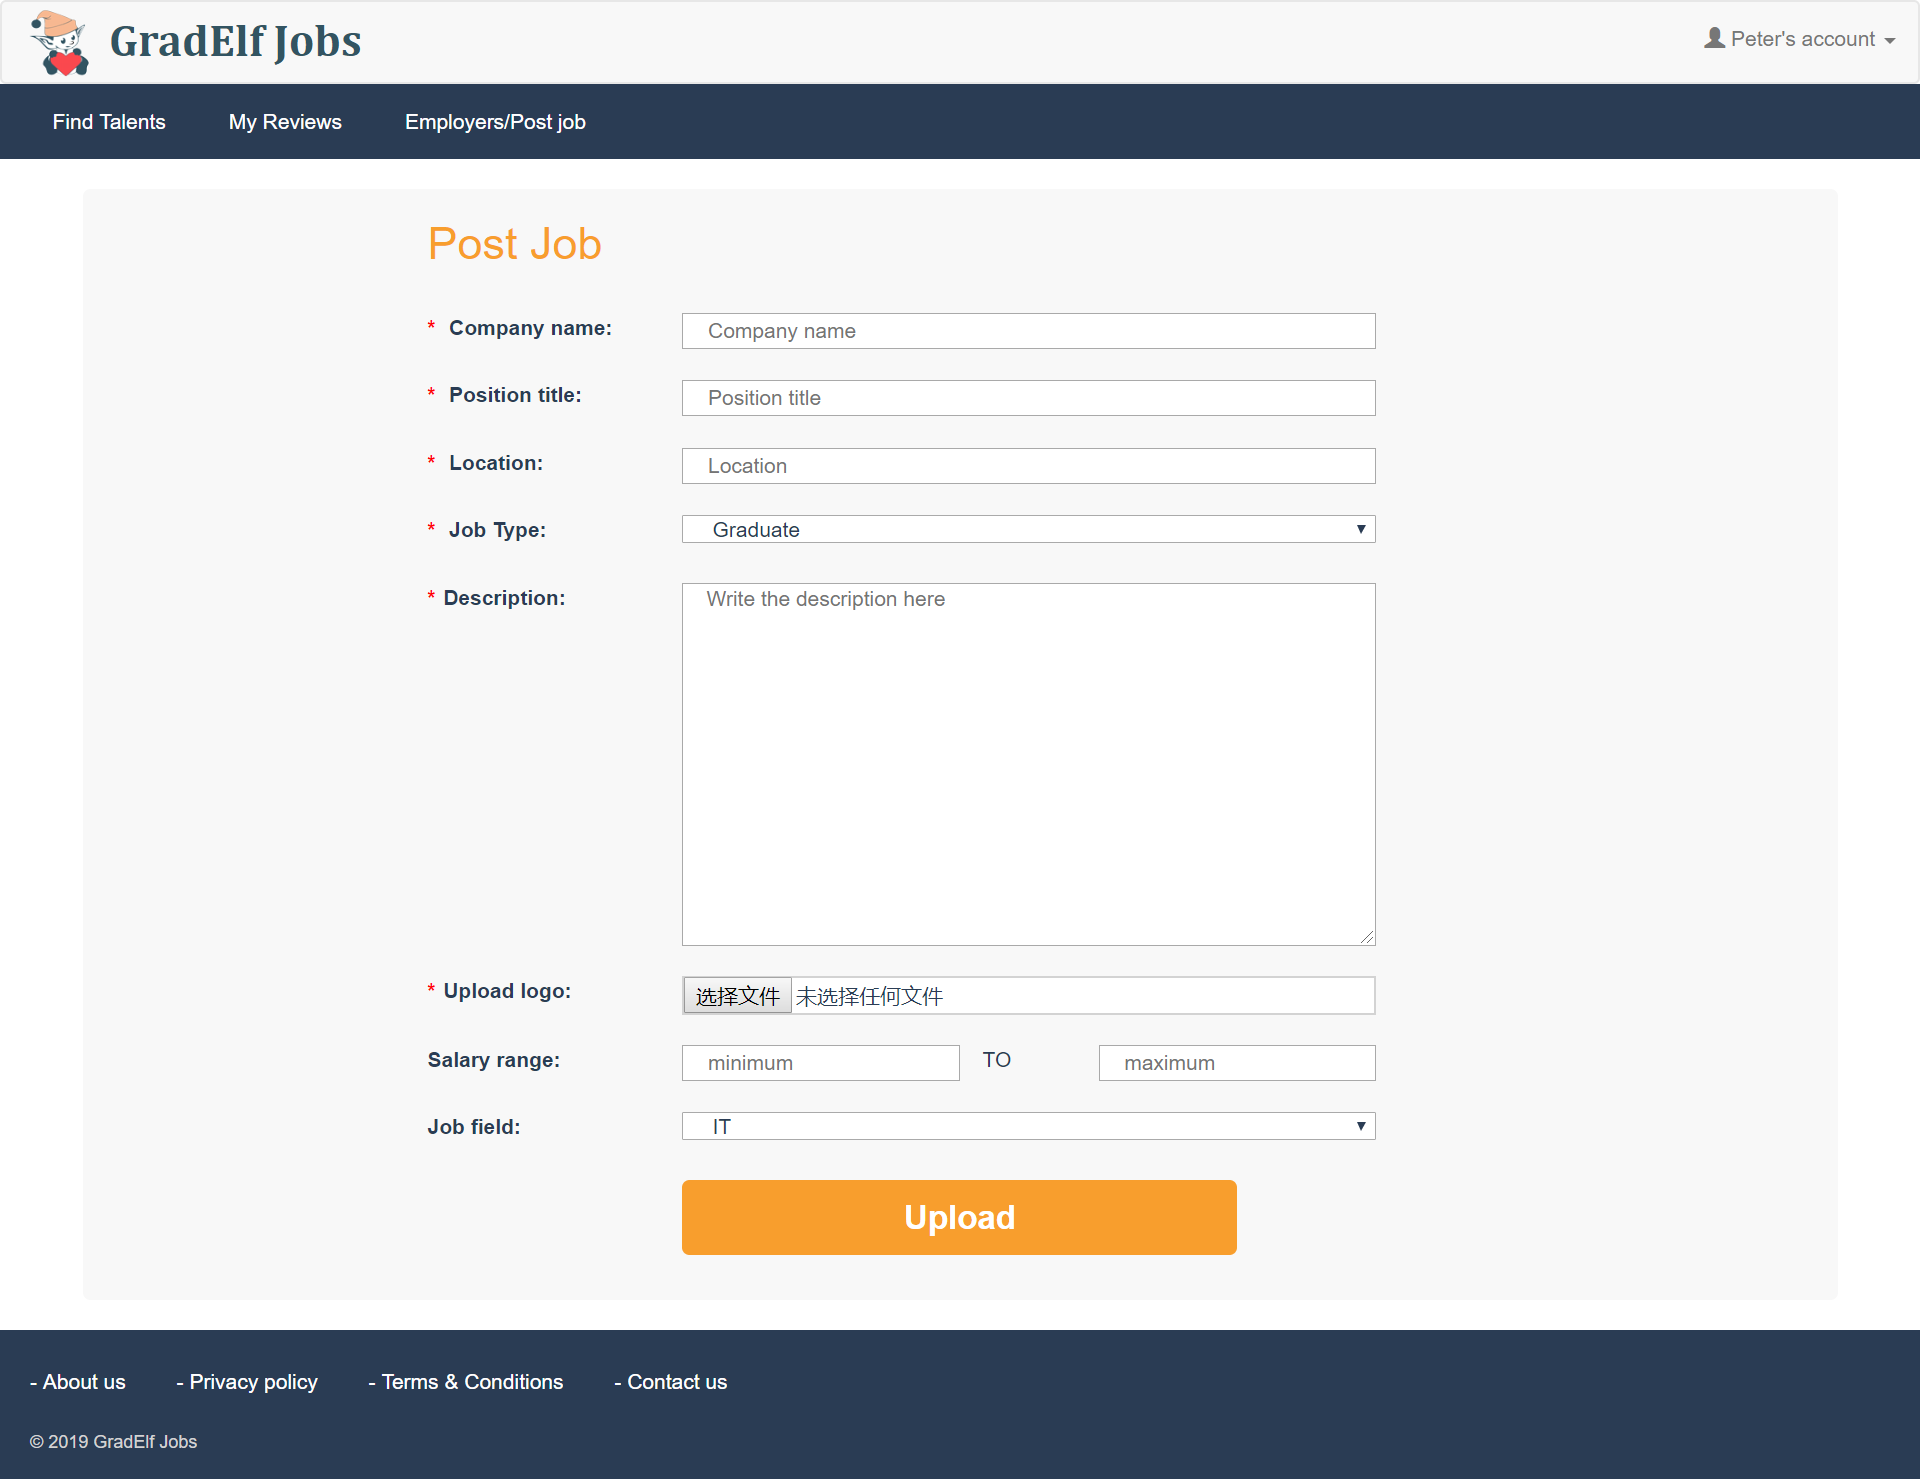 GradElf Jobs
Peter's account
Find Talents
My Reviews
Employers/Post job
Post Job
* Company name:
Company name
* Position title:
Position title
* Location:
Location
* Job Type:
Graduate
* Description:
Write the description here
* Upload logo:
选择文件 未选择任何文件
Salary range:
minimum
TO
maximum
Job field:
IT
Upload
- About us
- Privacy policy
- Terms & Conditions
- Contact us
© 2019 GradElf Jobs